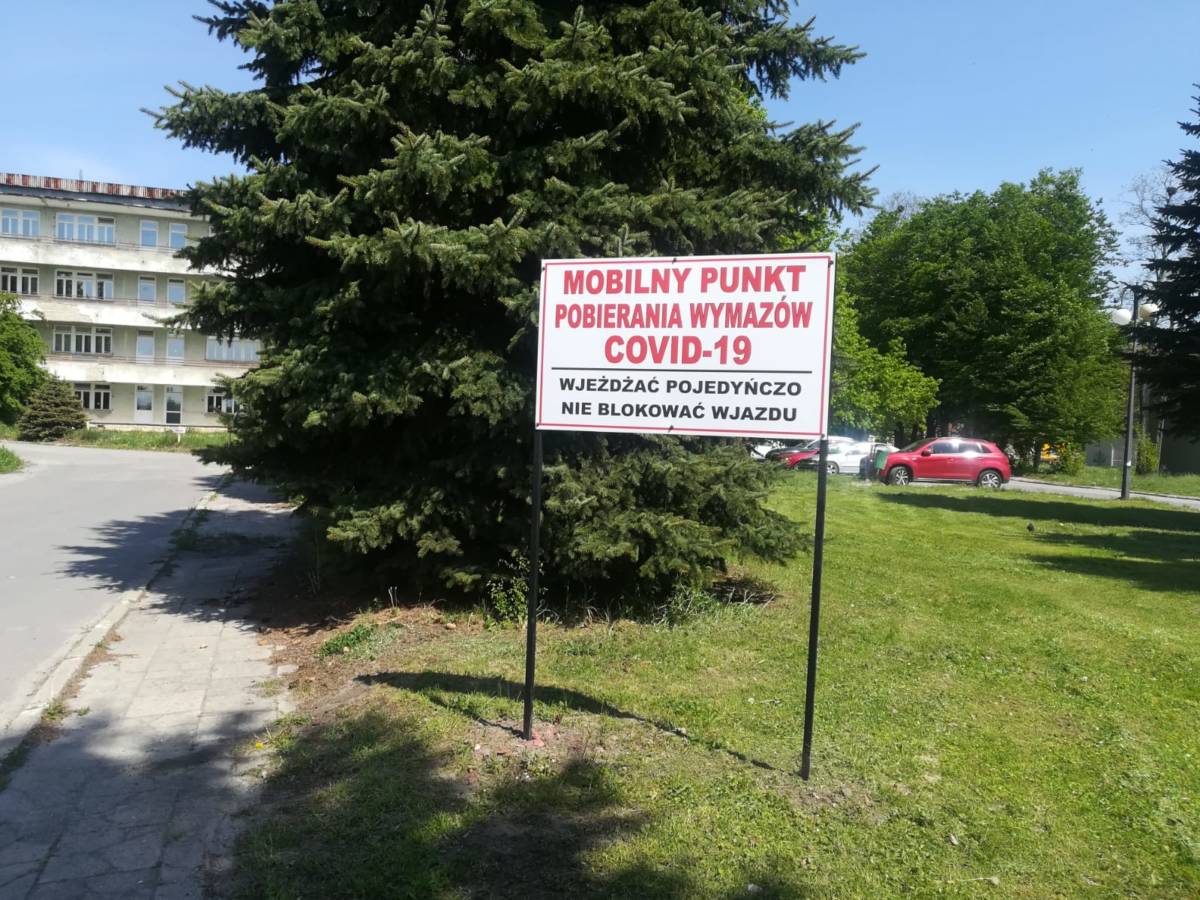 MOBILNY PUNKT
POBIERANIA WYMAZÓW
COVID-19
WJEŻDŻAĆ POJEDYŃCZO
NIE BLOKOWAĆ WJAZDU